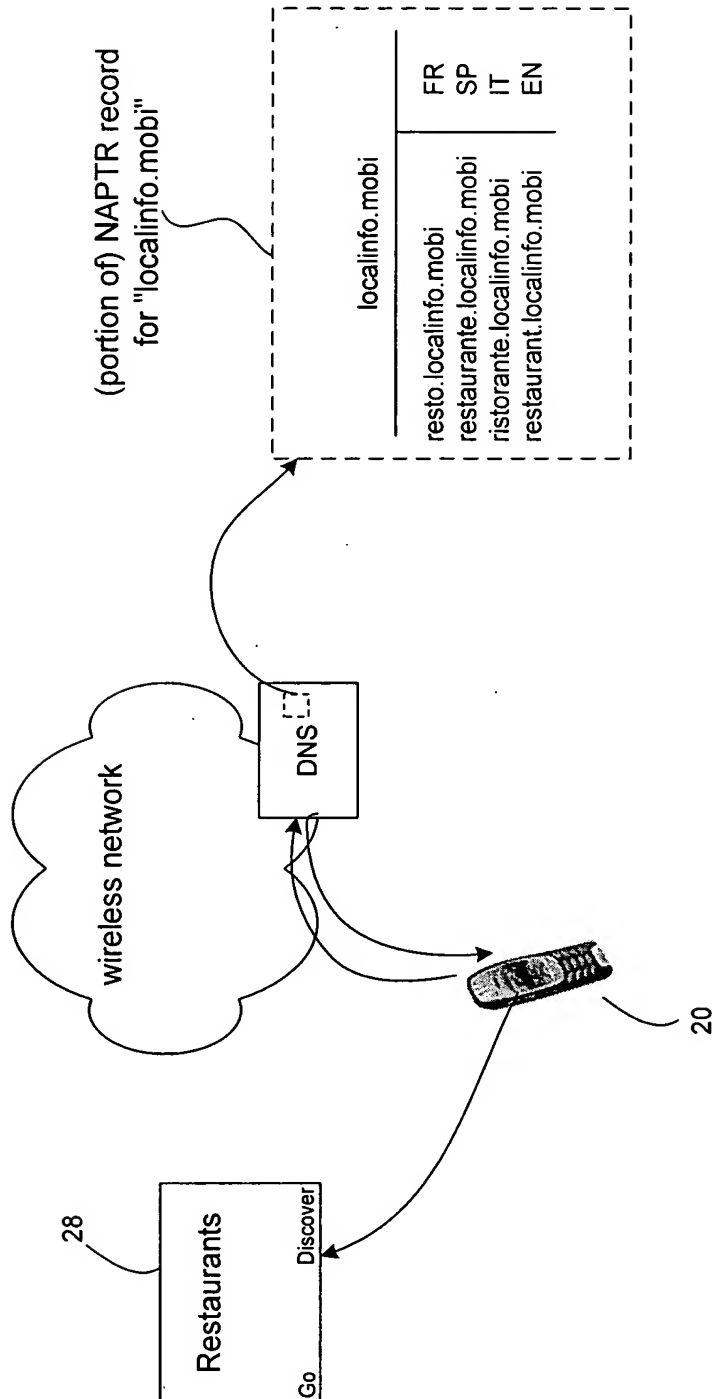 28
Restaurants
Go
Discover
wireless network
DNS
20
(portion of) NAPTR record
for "localinfo.mobi"
localinfo.mobi
resto.localinfo.mobi FR
restaurante.localinfo.mobi SP
ristorante.localinfo.mobi IT
restaurant.localinfo.mobi EN